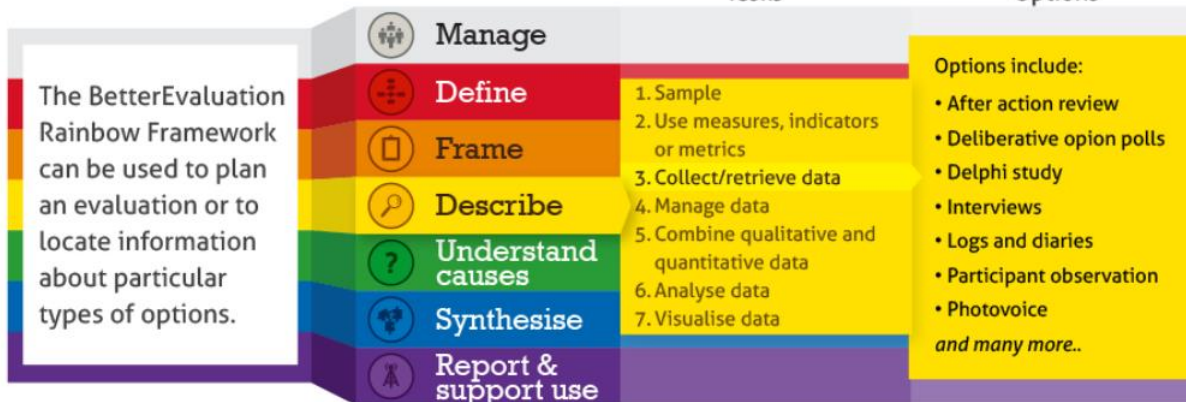 The BetterEvaluation
Rainbow Framework
can be used to plan
an evaluation or to
locate information
about particular
types of options.
Manage
Define
Frame
Describe
Understand
causes
Synthesise
Report &
support use
1. Sample
2. Use measures, indicators
or metrics
3. Collect/retrieve data
4. Manage data
5. Combine qualitative and
quantitative data
6. Analyse data
7. Visualise data
Options include:
• After action review
• Deliberative opion polls
• Delphi study
• Interviews
• Logs and diaries
• Participant observation
• Photovoice
and many more..